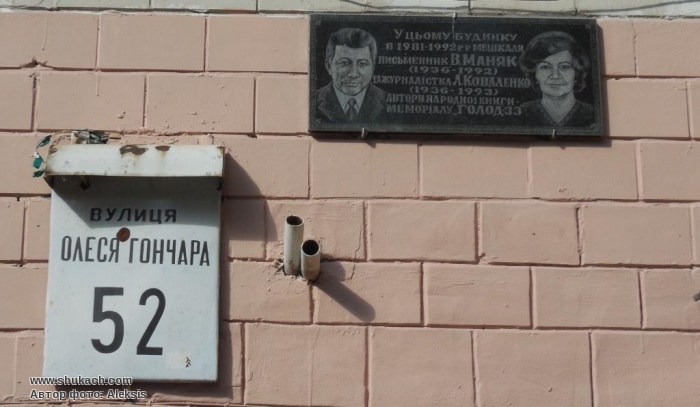 У цьому будинку
в 1981-1992 рр мешкали
письменник В. Маняк
(1936-1992)
та журналістка Л. Коваленко
(1936-1993)
автори народної книги-
меморіалу „Голод 33
ВУЛИЦЯ
ОЛЕСЯ ГОНЧАРА
52
www.shukach.com
Автор фото: Aleksis